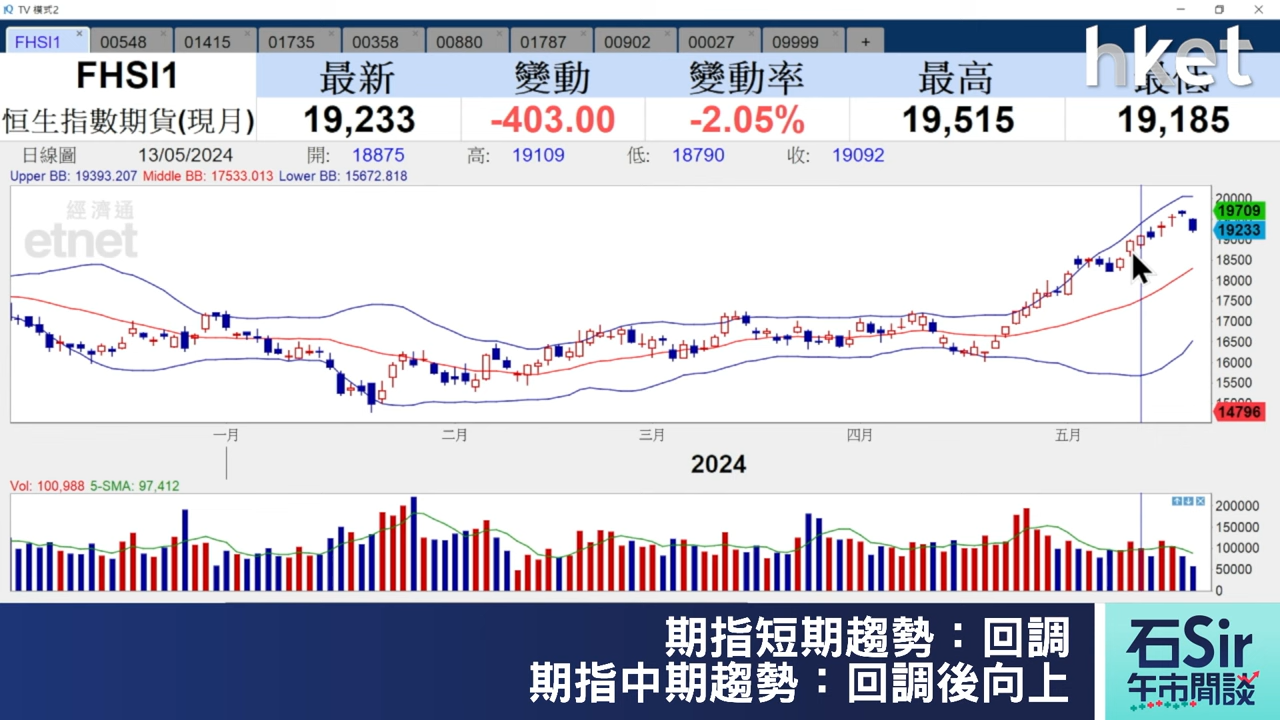 TV 模式2
FHSI1 00548 01415 01735 00358 00880 01787 00902 00027 09999 +
hket
FHSI1 最新 變動 變動率 最高 最低
恒生指數期貨(現月) 19,233 -403.00 -2.05% 19,515 19,185
日線圖 13/05/2024 開: 18875 高: 19109 低: 18790 收: 19092
Upper BB: 19393.207 Middle BB: 17533.013 Lower BB: 15672.818
經濟通
etnet
20000
19709
19233
19000
18500
18000
17500
17000
16500
16000
15500
15000
14796
一月 二月 三月 四月 五月
2024
Vol: 100,988 5-SMA: 97,412
200000
150000
100000
50000
0
期指短期趨勢：回調
期指中期趨勢：回調後向上
石Sir
午市閒談